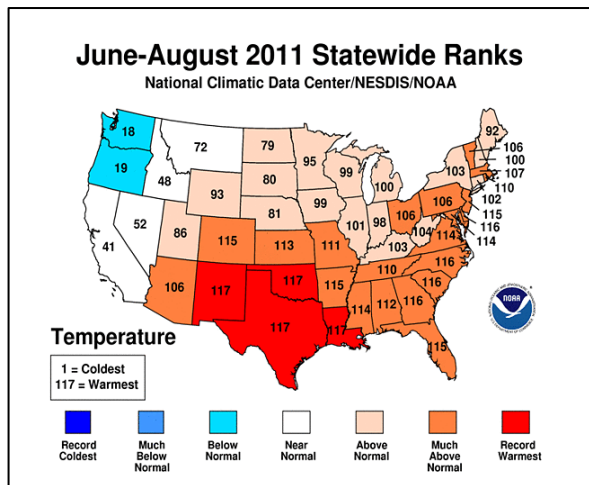 June-August 2011 Statewide Ranks
National Climatic Data Center/NESDIS/NOAA
18
72
79
95
92
106
100
107
110
102
115
116
114
19
48
80
99
100
103
93
99
106
106
81
101
98
104
114
41
52
86
115
113
111
103
116
110
106
117
117
115
116
114
112
116
117
117
115
NOAA
Temperature
1 = Coldest
117 = Warmest
Record
Coldest
Much
Below
Normal
Below
Normal
Near
Normal
Above
Normal
Much
Above
Normal
Record
Warmest